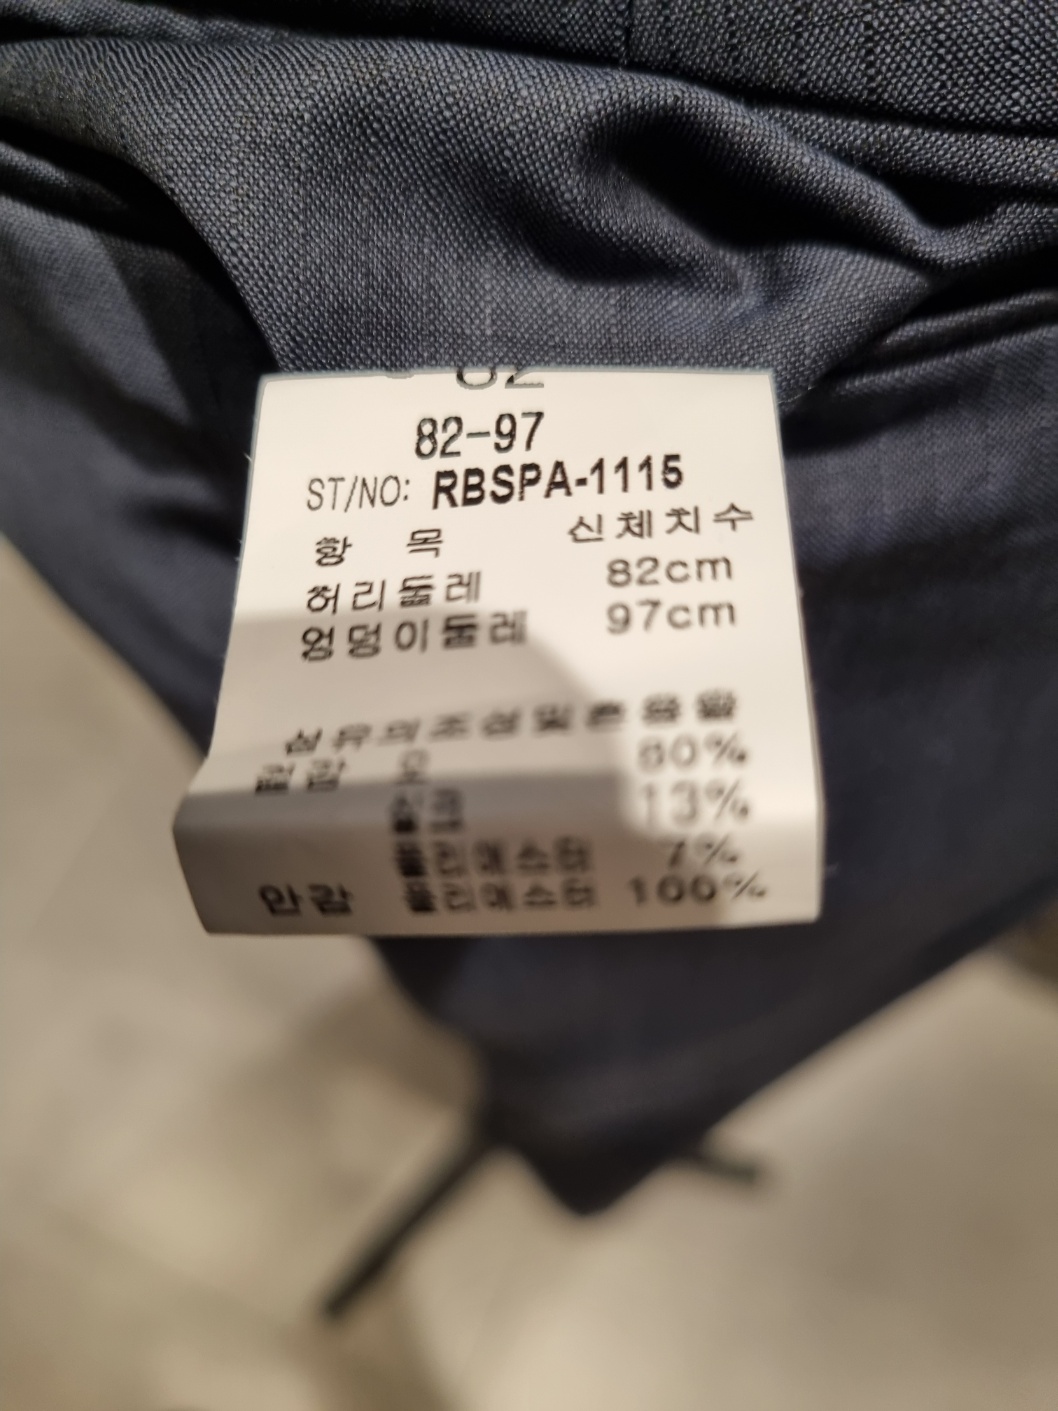 82
82-97
ST/NO: RBSPA-1115
항 목 신체치수
허리둘레 82cm
엉덩이둘레 97cm
섬유의조성및혼용율
겉감 모 80%
실크 13%
폴리에스터 7%
안감 폴리에스터 100%